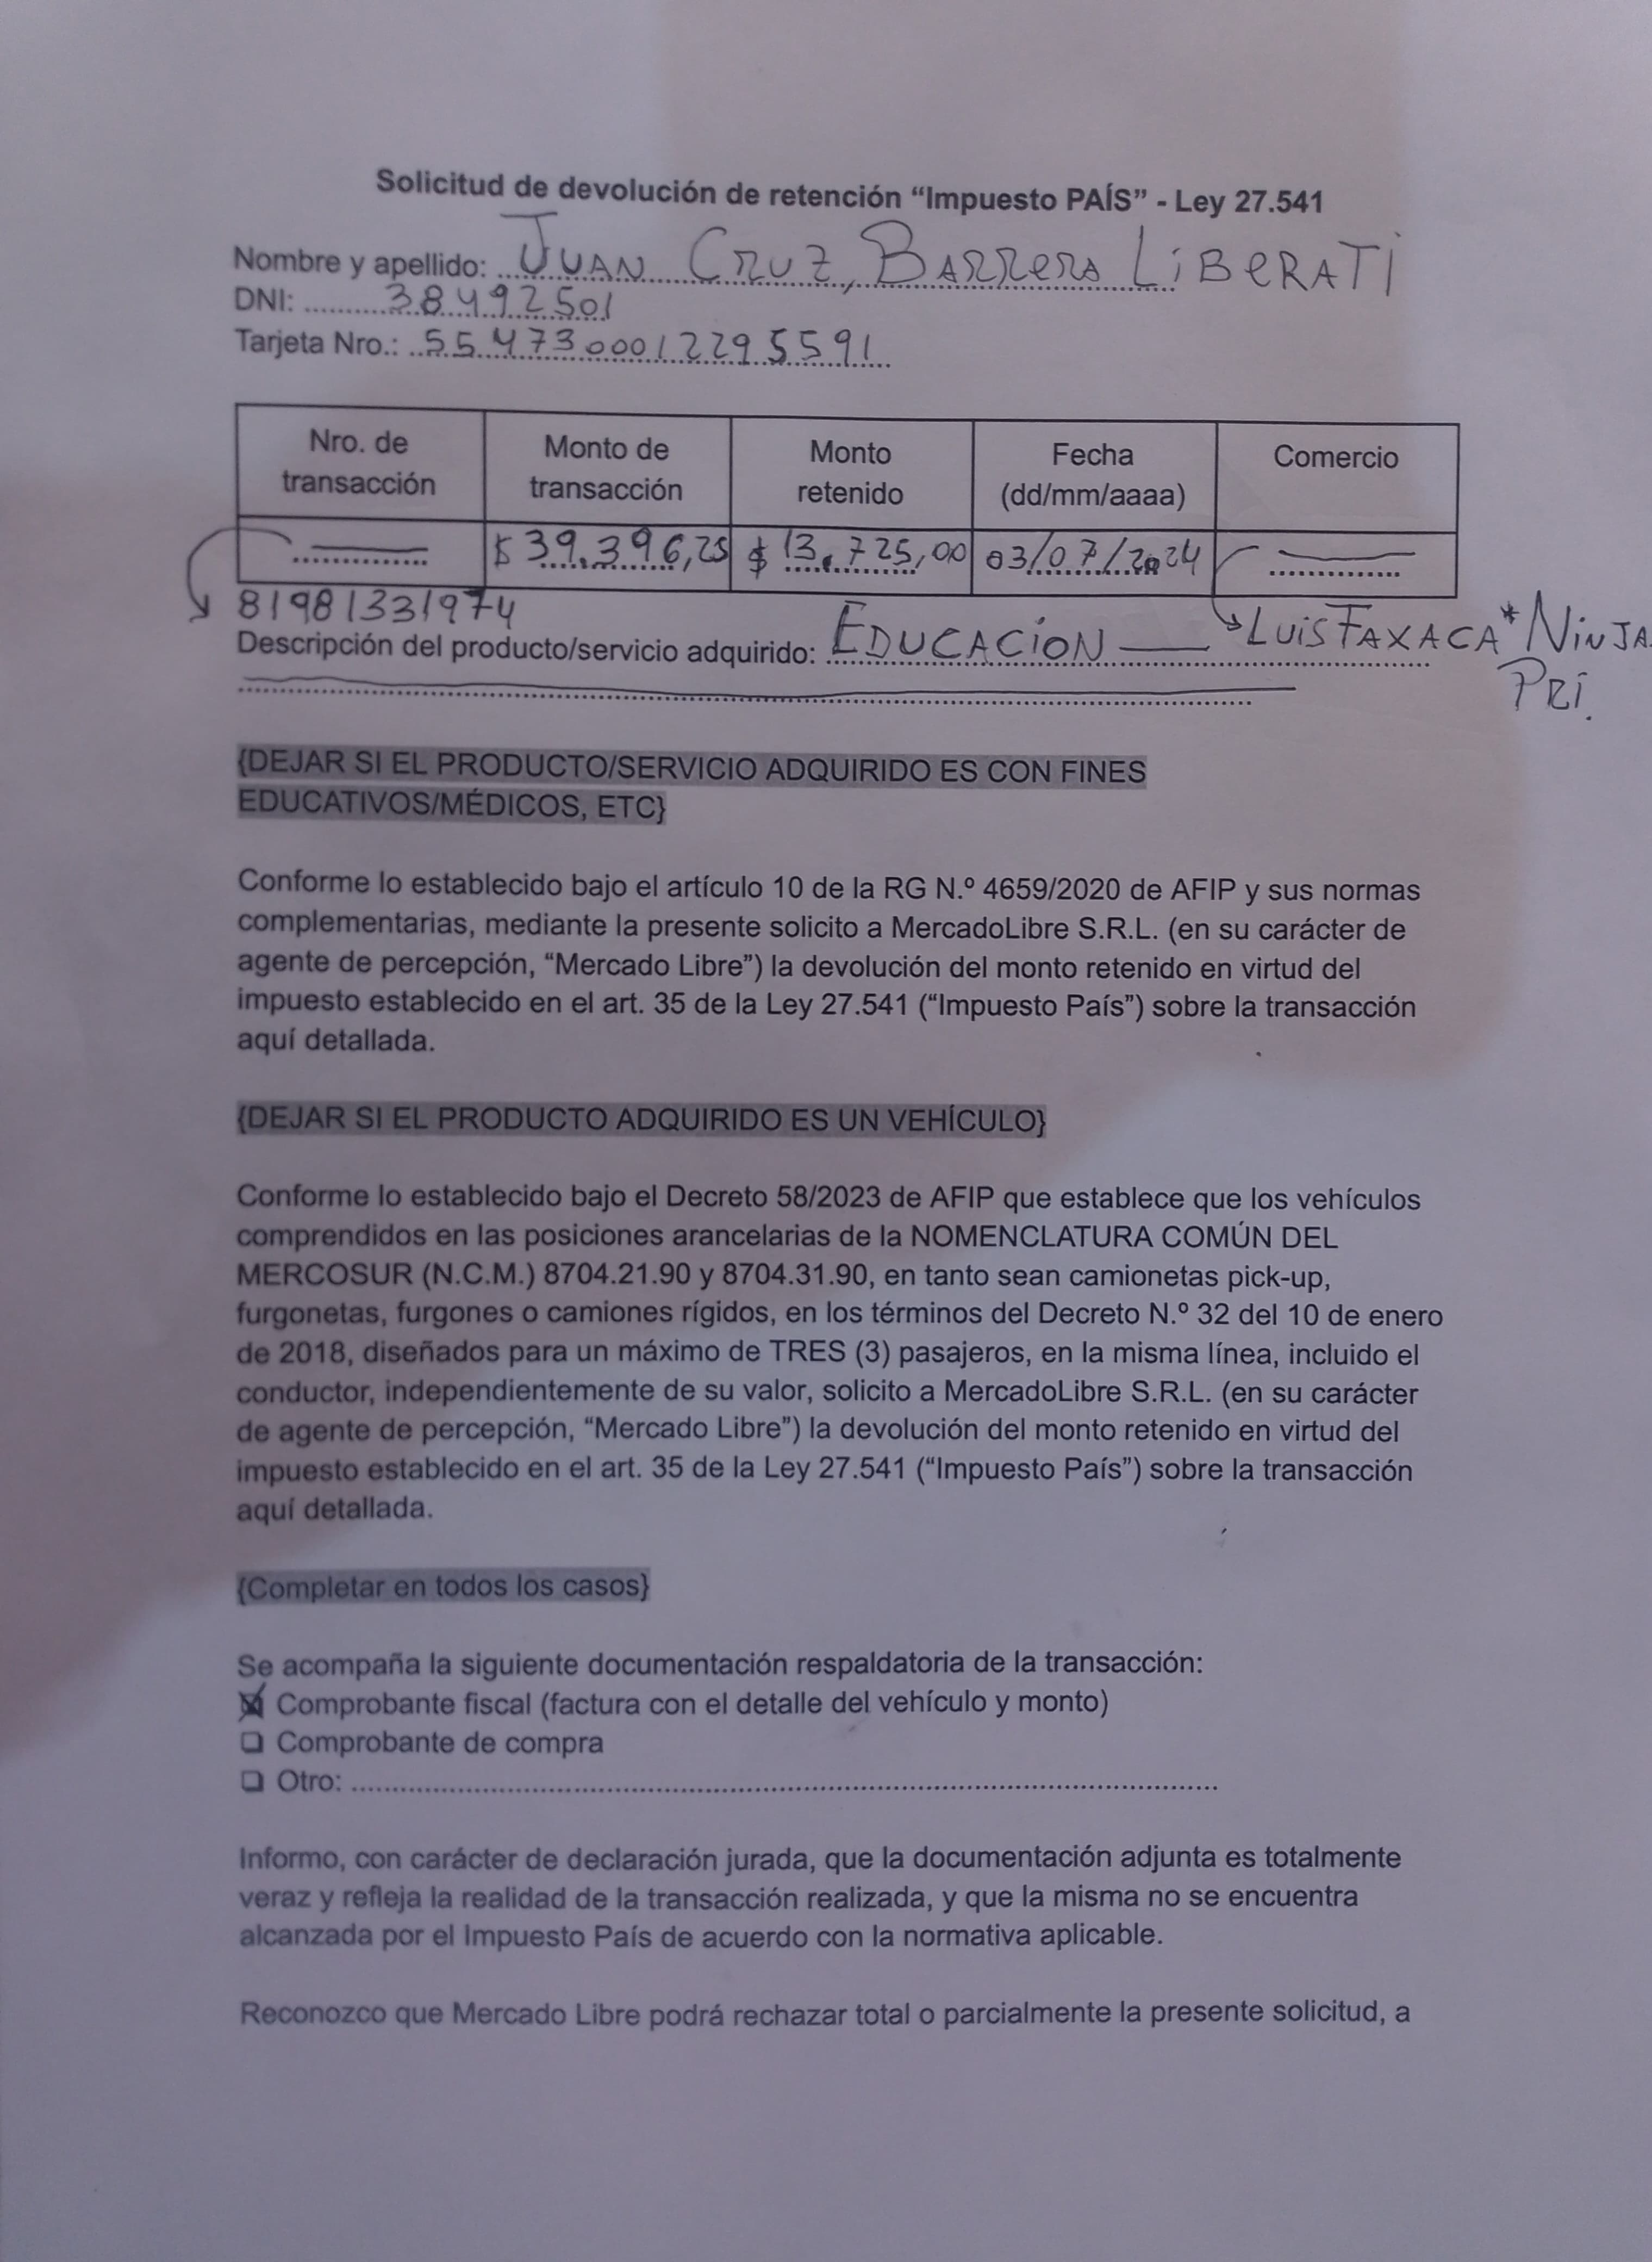 Solicitud de devolución de retención “Impuesto PAÍS” - Ley 27.541
Nombre y apellido: JUAN CRUZ, BARRERA LIBERATI
DNI: 38492501
Tarjeta Nro.: 5547300012295591
Nro. de transacción
Monto de transacción
Monto retenido
Fecha (dd/mm/aaaa)
Comercio
$39.396,25 $13.725,00 03/07/2024
81981331974
Descripción del producto/servicio adquirido: EDUCACION LUISFAXACA*NINJA
PRI.
{DEJAR SI EL PRODUCTO/SERVICIO ADQUIRIDO ES CON FINES
EDUCATIVOS/MÉDICOS, ETC}
Conforme lo establecido bajo el artículo 10 de la RG N.º 4659/2020 de AFIP y sus normas
complementarias, mediante la presente solicito a MercadoLibre S.R.L. (en su carácter de
agente de percepción, “Mercado Libre”) la devolución del monto retenido en virtud del
impuesto establecido en el art. 35 de la Ley 27.541 (“Impuesto País”) sobre la transacción
aquí detallada.
{DEJAR SI EL PRODUCTO ADQUIRIDO ES UN VEHÍCULO}
Conforme lo establecido bajo el Decreto 58/2023 de AFIP que establece que los vehículos
comprendidos en las posiciones arancelarias de la NOMENCLATURA COMÚN DEL
MERCOSUR (N.C.M.) 8704.21.90 y 8704.31.90, en tanto sean camionetas pick-up,
furgonetas, furgones o camiones rígidos, en los términos del Decreto N.º 32 del 10 de enero
de 2018, diseñados para un máximo de TRES (3) pasajeros, en la misma línea, incluido el
conductor, independientemente de su valor, solicito a MercadoLibre S.R.L. (en su carácter
de agente de percepción, “Mercado Libre”) la devolución del monto retenido en virtud del
impuesto establecido en el art. 35 de la Ley 27.541 (“Impuesto País”) sobre la transacción
aquí detallada.
{Completar en todos los casos}
Se acompaña la siguiente documentación respaldatoria de la transacción:
Comprobante fiscal (factura con el detalle del vehículo y monto)
Comprobante de compra
Otro:
Informo, con carácter de declaración jurada, que la documentación adjunta es totalmente
veraz y refleja la realidad de la transacción realizada, y que la misma no se encuentra
alcanzada por el Impuesto País de acuerdo con la normativa aplicable.
Reconozco que Mercado Libre podrá rechazar total o parcialmente la presente solicitud, a